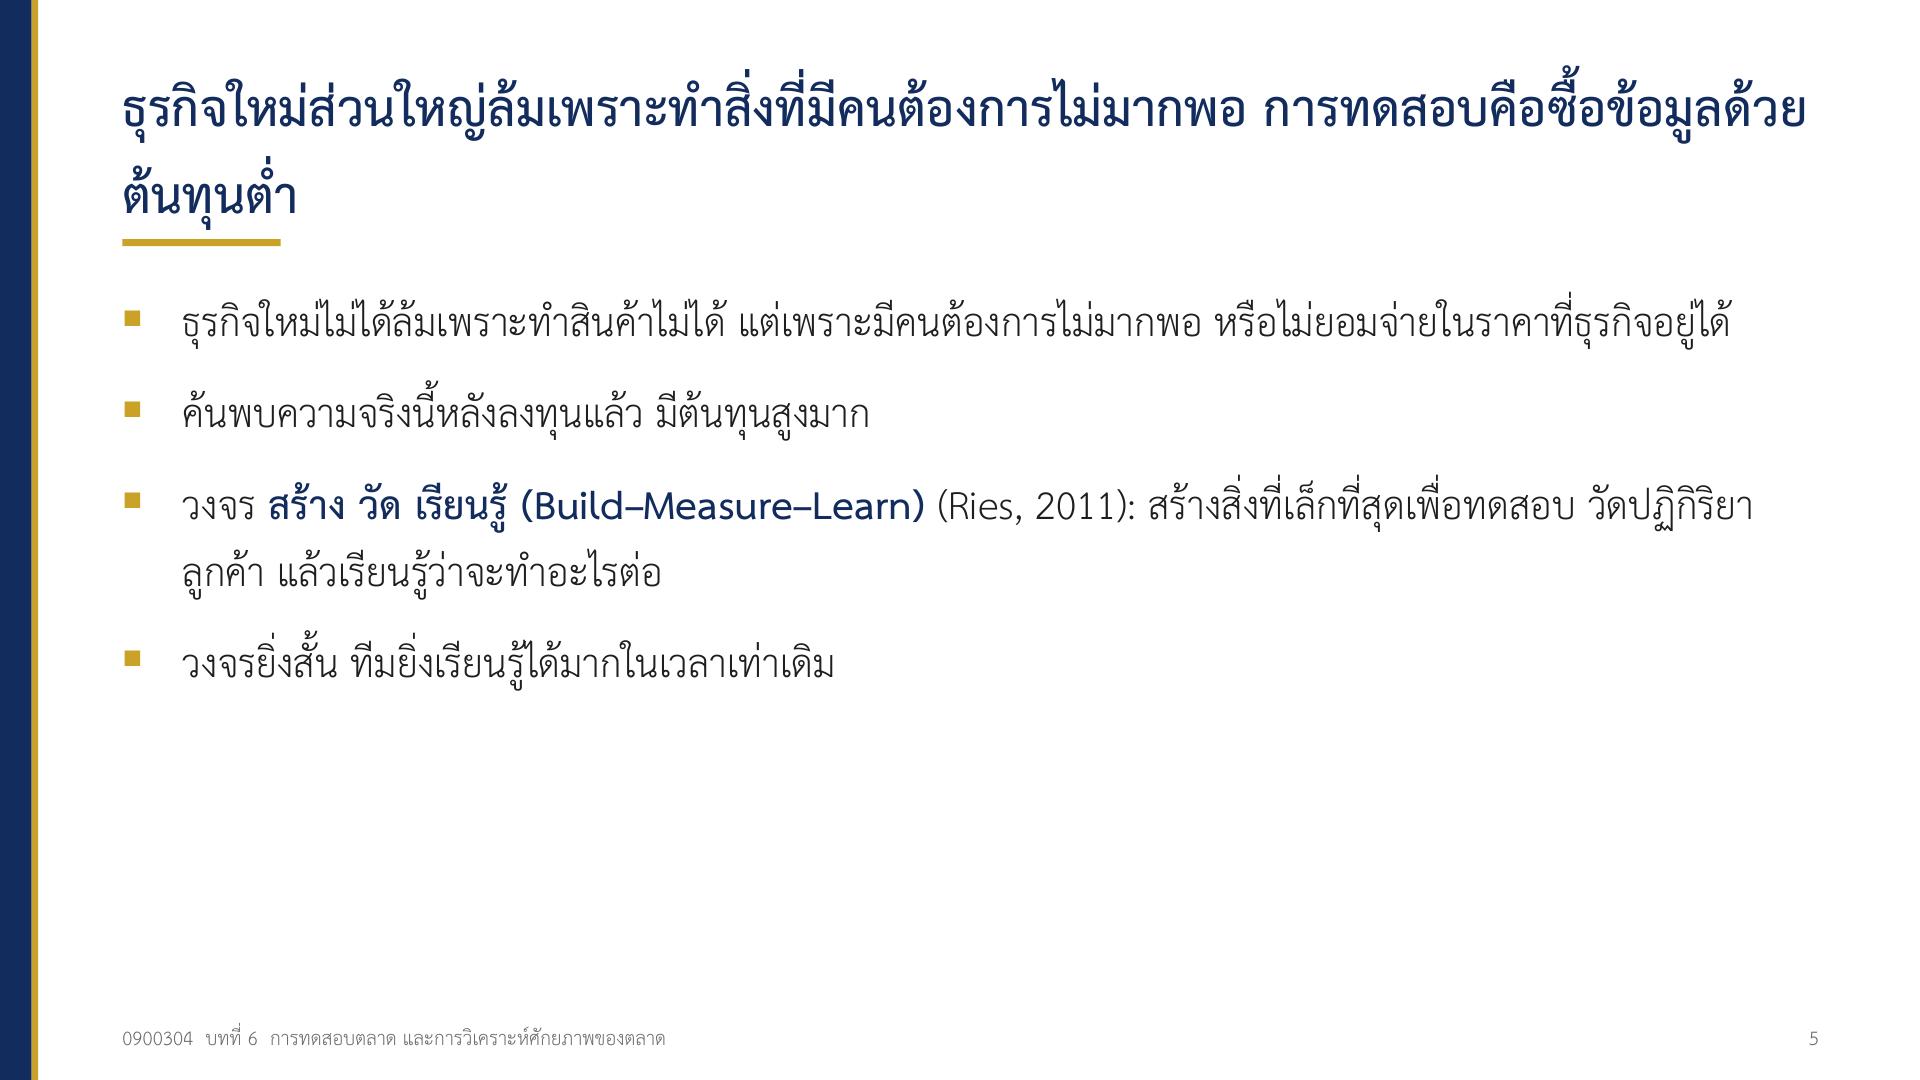 ธุรกิจใหม่ส่วนใหญ่ล้มเพราะทำสิ่งที่มีคนต้องการไม่มากพอ การทดสอบคือซื้อข้อมูลด้วย
ต้นทุนต่ำ
ธุรกิจใหม่ไม่ได้ล้มเพราะทำสินค้าไม่ได้ แต่เพราะมีคนต้องการไม่มากพอ หรือไม่ยอมจ่ายในราคาที่ธุรกิจอยู่ได้
ค้นพบความจริงนี้หลังลงทุนแล้ว มีต้นทุนสูงมาก
วงจร สร้าง วัด เรียนรู้ (Build–Measure–Learn) (Ries, 2011): สร้างสิ่งที่เล็กที่สุดเพื่อทดสอบ วัดปฏิกิริยา
ลูกค้า แล้วเรียนรู้ว่าจะทำอะไรต่อ
วงจรยิ่งสั้น ทีมยิ่งเรียนรู้ได้มากในเวลาเท่าเดิม
0900304 บทที่ 6 การทดสอบตลาด และการวิเคราะห์ศักยภาพของตลาด
5